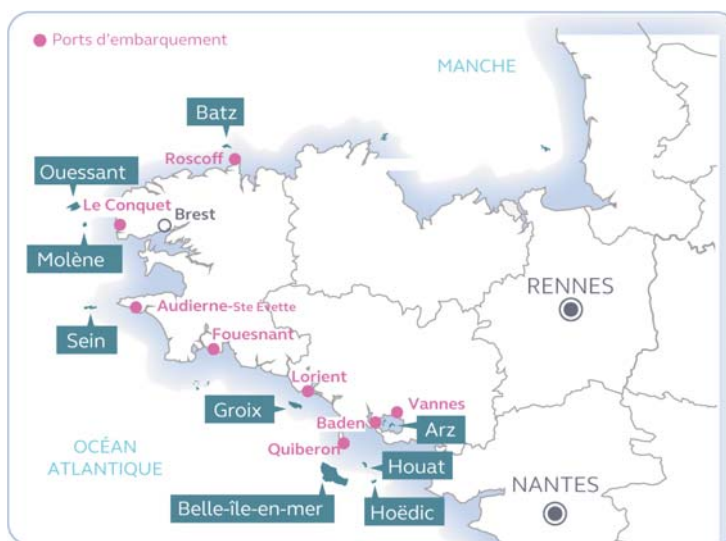 Ports d'embarquement
MANCHE
Batz
Roscoff
Ouessant
Le Conquet
Brest
Molène
RENNES
Audierne-Ste Evette
Sein
Fouesnant
Lorient
Groix
Vannes
Baden
Arz
OCÉAN
ATLANTIQUE
Quiberon
Houat
Belle-île-en-mer
Hoëdic
NANTES